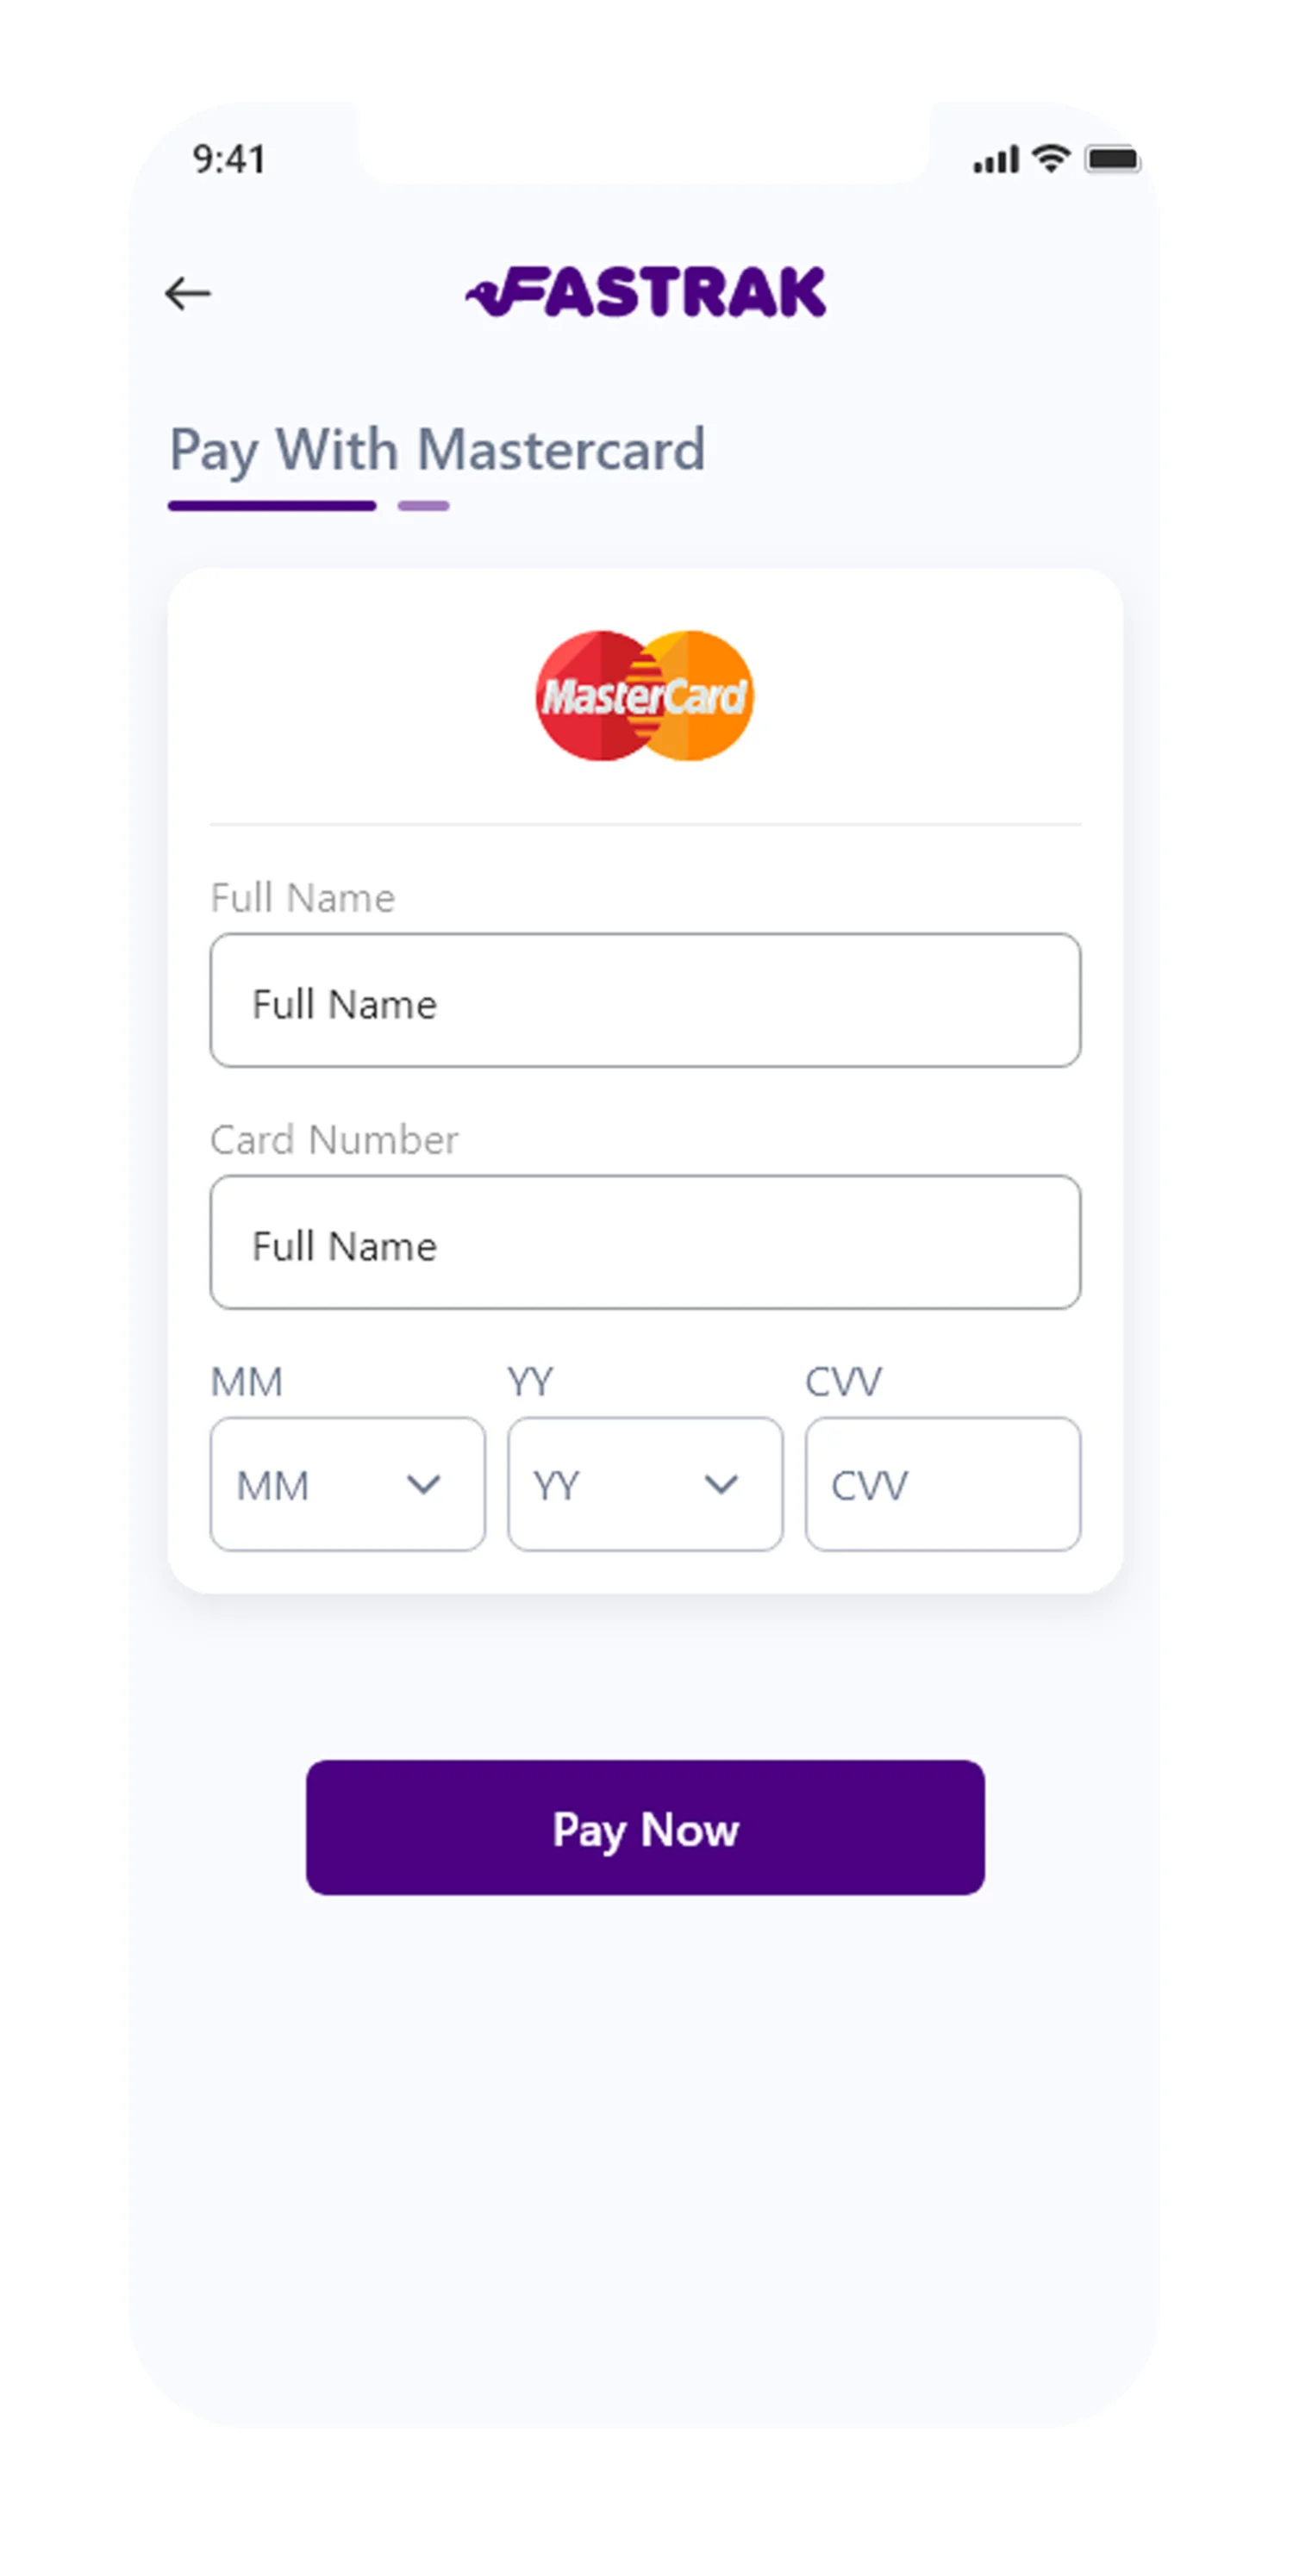 9:41
FASTRAK
Pay With Mastercard
MasterCard
Full Name
Full Name
Card Number
Full Name
MM YY CVV
MM YY CVV
Pay Now